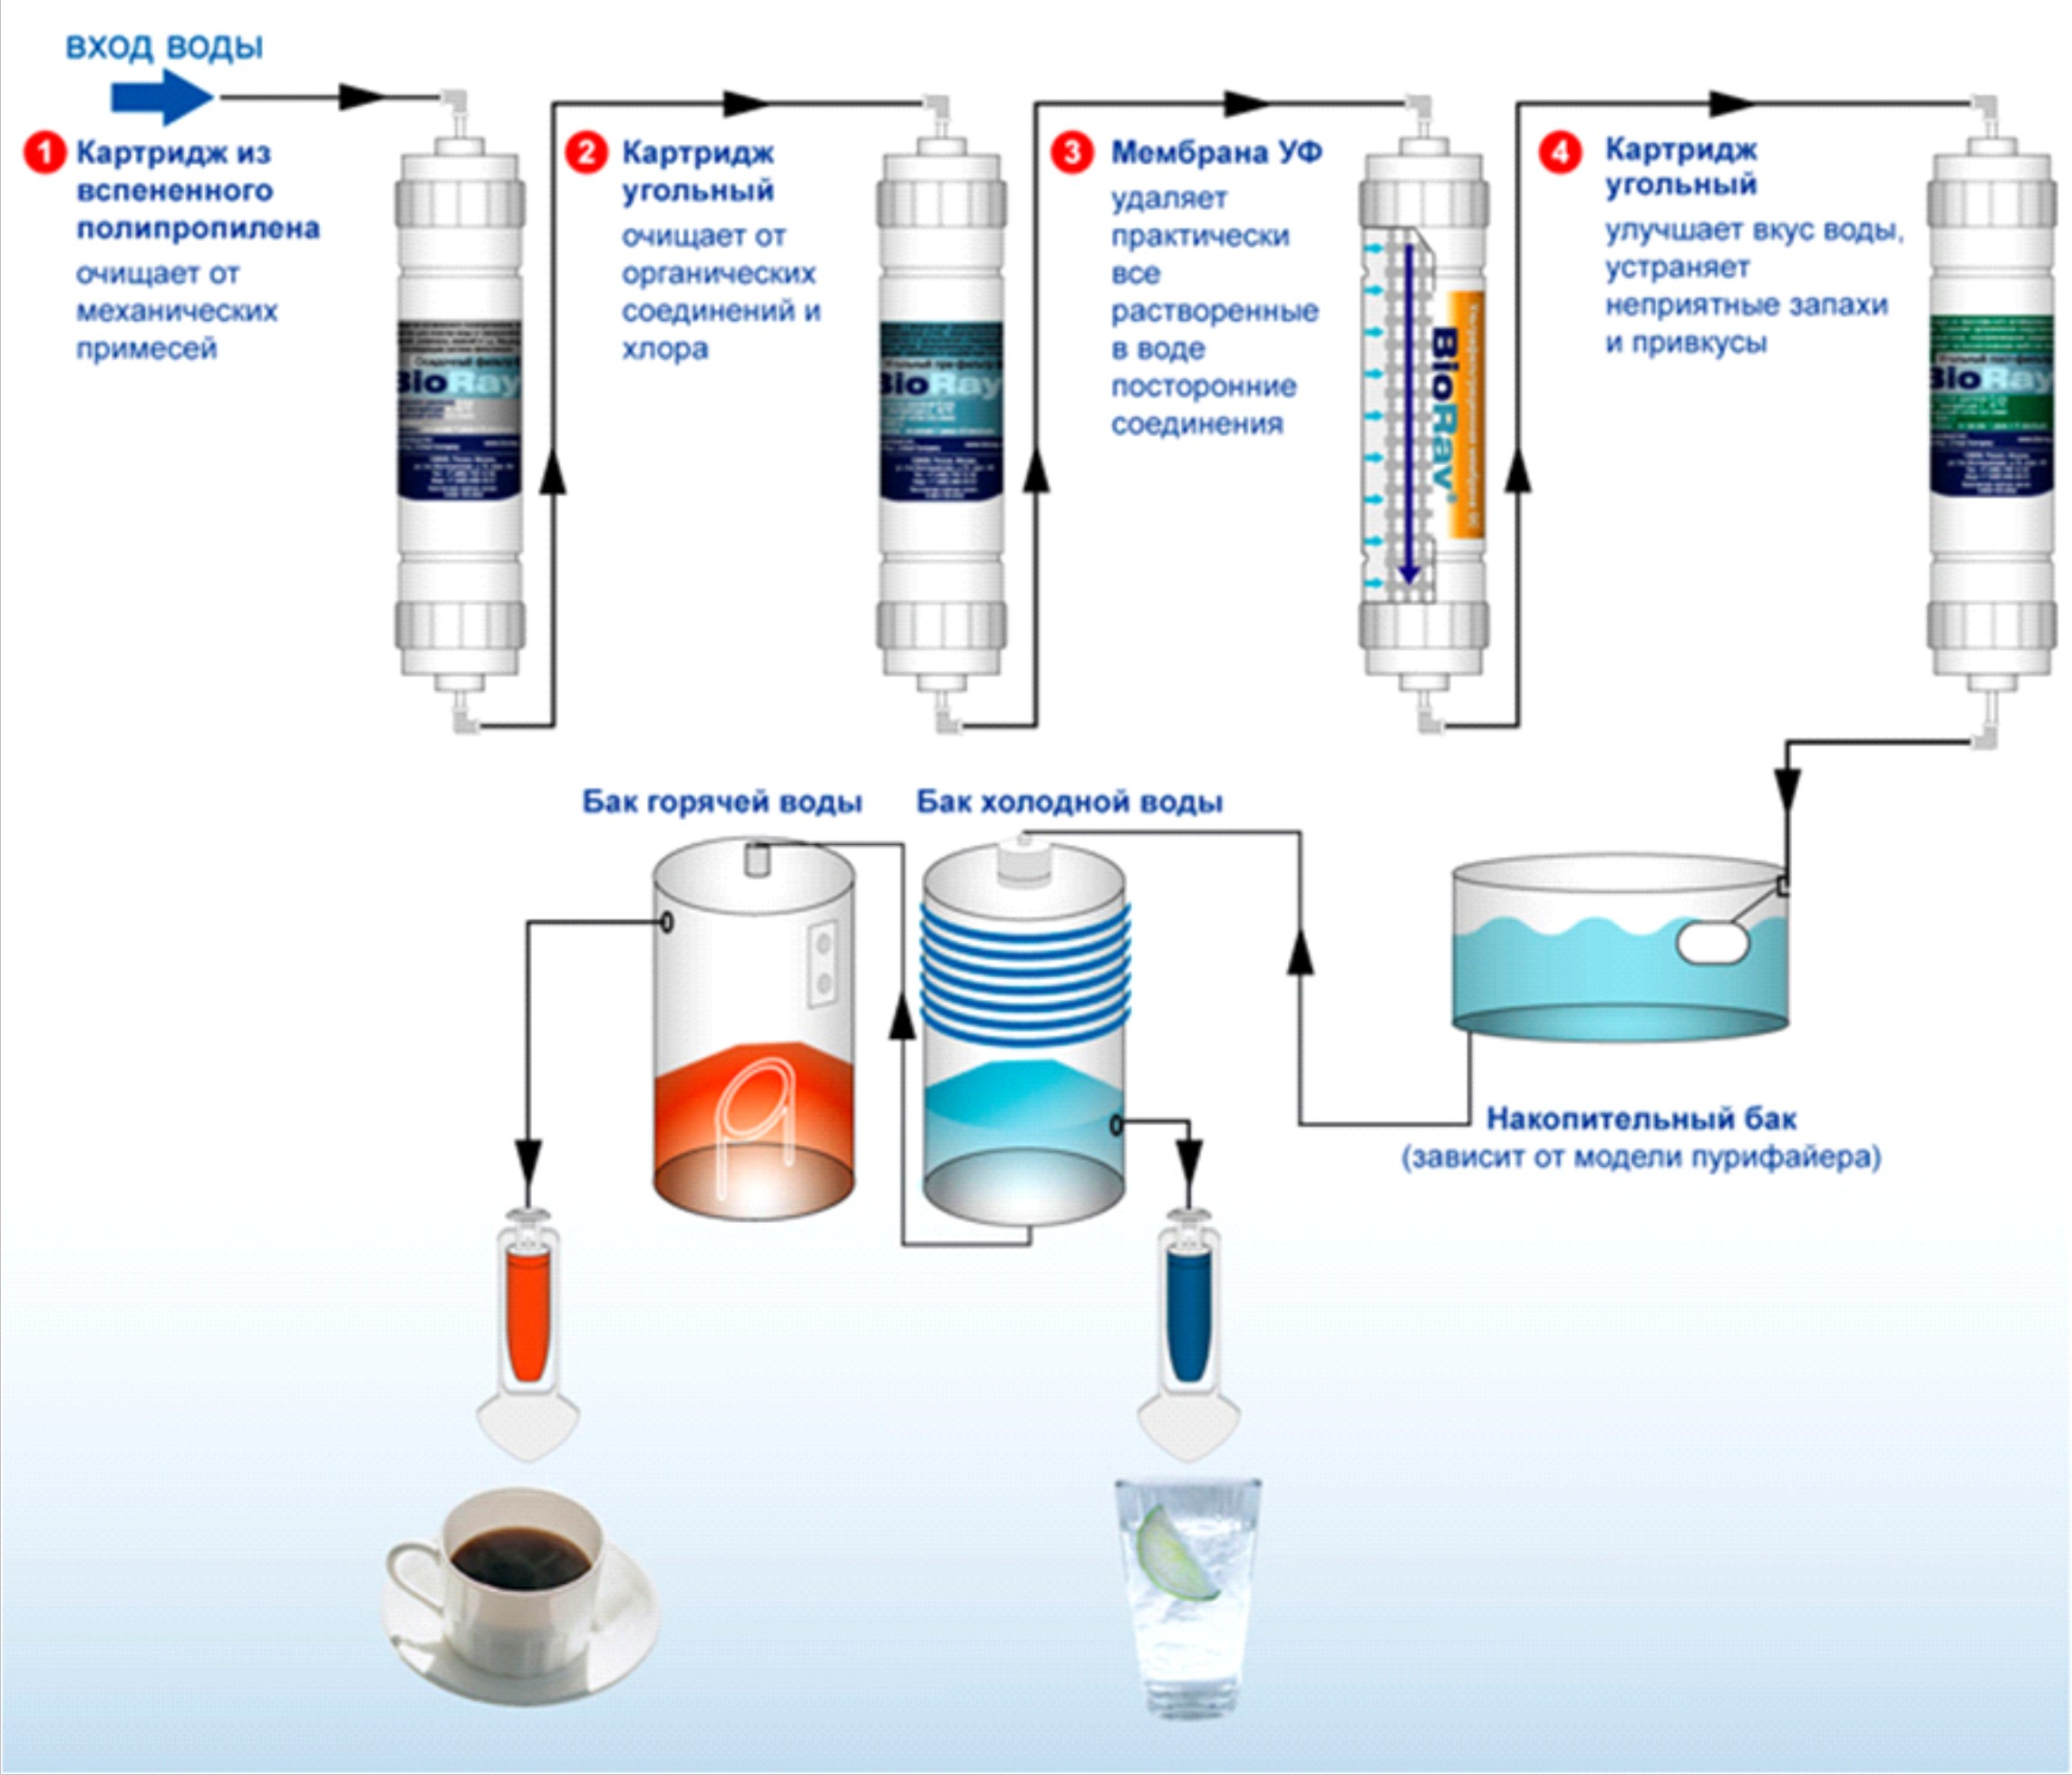 ВХОД ВОДЫ
1 Картридж из
вспененного
полипропилена
очищает от
механических
примесей
2 Картридж
угольный
очищает от
органических
соединений и
хлора
3 Мембрана УФ
удаляет
практически
все
растворенные
в воде
посторонние
соединения
4 Картридж
угольный
улучшает вкус воды,
устраняет
неприятные запахи
и привкусы
BioRay
BioRay
BioRay
BioRay
Бак горячей воды
Бак холодной воды
Накопительный бак
(зависит от модели пурифайера)